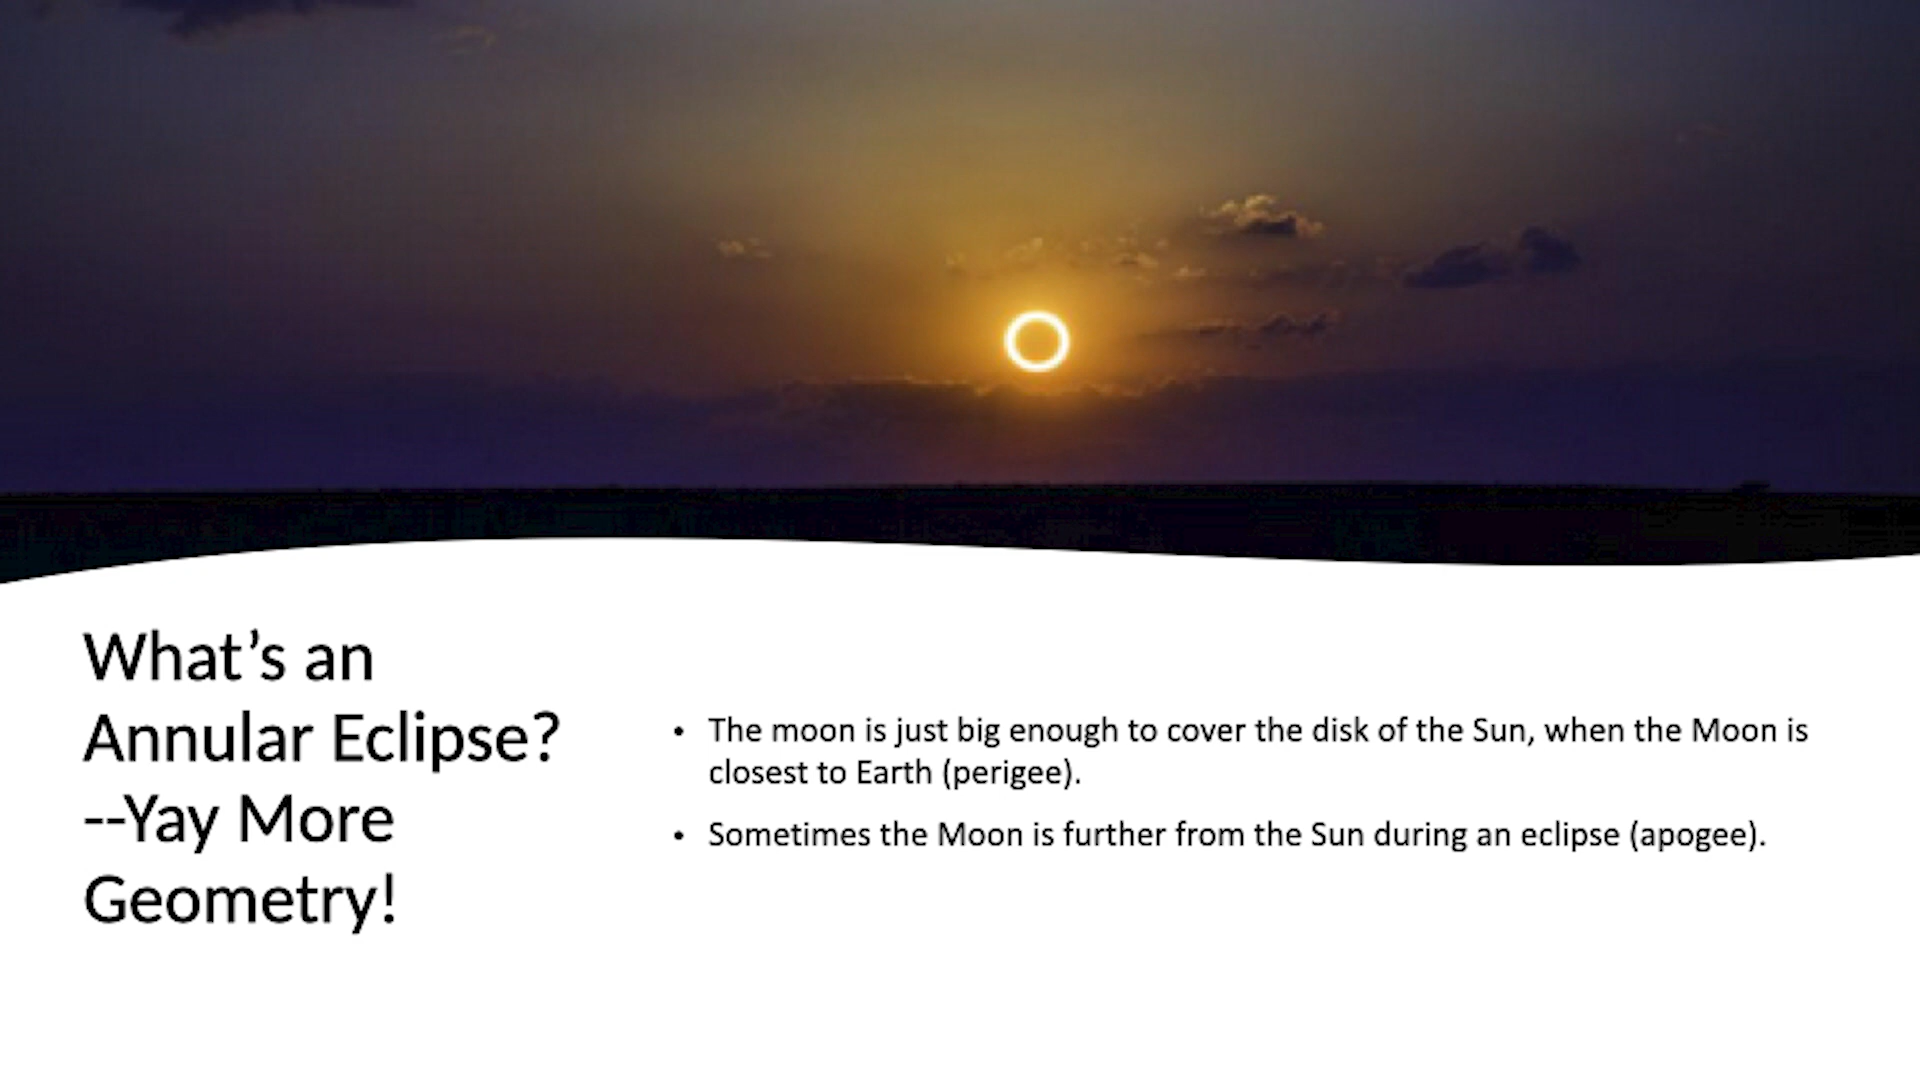 What’s an
Annular Eclipse?
--Yay More
Geometry!
• The moon is just big enough to cover the disk of the Sun, when the Moon is
closest to Earth (perigee).
• Sometimes the Moon is further from the Sun during an eclipse (apogee).